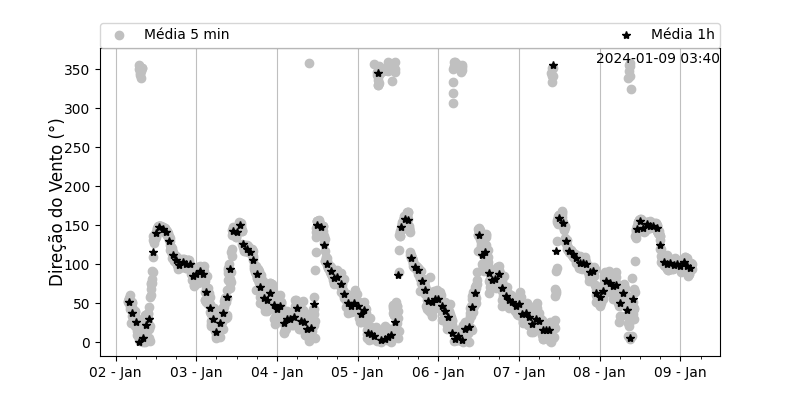 Média 5 min
Média 1h
2024-01-09 03:40
Direção do Vento (°)
350
300
250
200
150
100
50
0
02 - Jan
03 - Jan
04 - Jan
05 - Jan
06 - Jan
07 - Jan
08 - Jan
09 - Jan